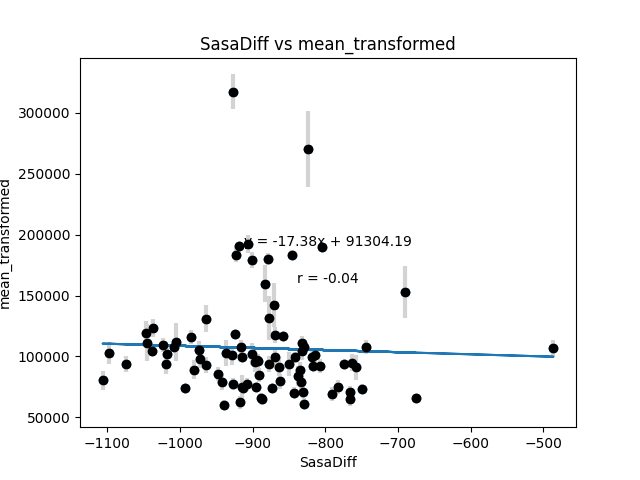 SasaDiff vs mean_transformed
300000
250000
200000
150000
100000
50000
mean_transformed
= -17.38x + 91304.19
r = -0.04
−1100 −1000 −900 −800 −700 −600 −500
SasaDiff